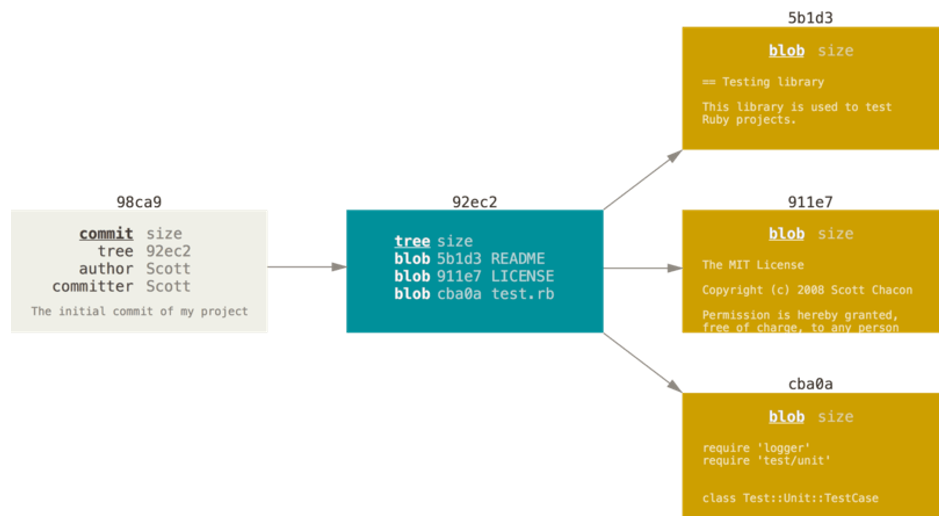 98ca9
commit size
tree 92ec2
author Scott
committer Scott
The initial commit of my project
92ec2
tree size
blob 5b1d3 README
blob 911e7 LICENSE
blob cba0a test.rb
5b1d3
blob size
== Testing library
This library is used to test
Ruby projects.
911e7
blob size
The MIT License
Copyright (c) 2008 Scott Chacon
Permission is hereby granted,
free of charge, to any person
cba0a
blob size
require 'logger'
require 'test/unit'
class Test::Unit::TestCase